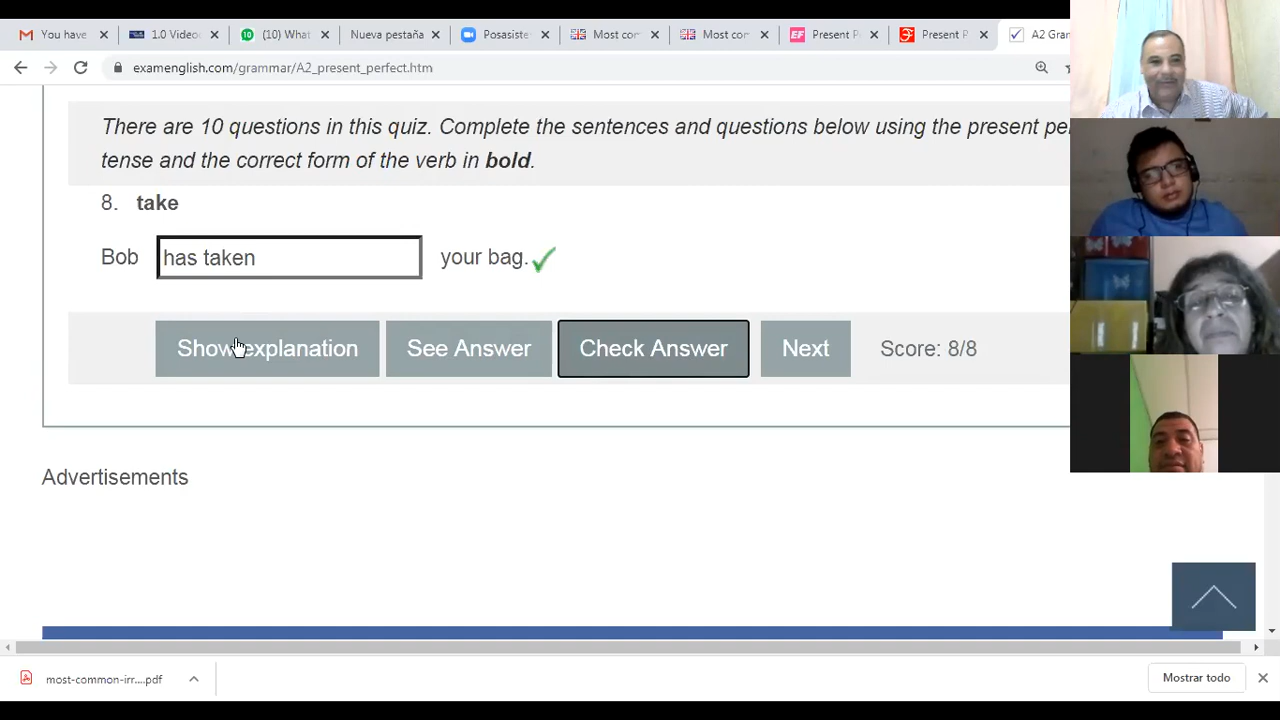 You have
1.0 Video
(10) What
Nueva pestaña
Posasiste
Most com
Most com
Present P
Present P
A2 Gra
examenglish.com/grammar/A2_present_perfect.htm
There are 10 questions in this quiz. Complete the sentences and questions below using the present pe
tense and the correct form of the verb in bold.
8. take
Bob has taken your bag.
Show explanation See Answer Check Answer Next Score: 8/8
Advertisements
most-common-irr....pdf
Mostrar todo